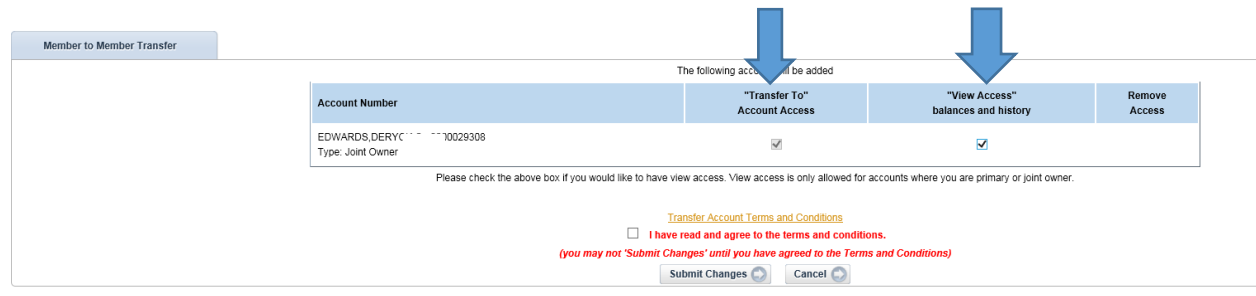 Member to Member Transfer
The following will be added
Account Number
"Transfer To"
Account Access
"View Access"
balances and history
Remove
Access
Type: Joint Owner
Please check the above box if you would like to have view access. View access is only allowed for accounts where you are primary or joint owner.
Transfer Account Terms and Conditions
I have read and agree to the terms and conditions.
(you may not 'Submit Changes' until you have agreed to the Terms and Conditions)
Submit Changes
Cancel